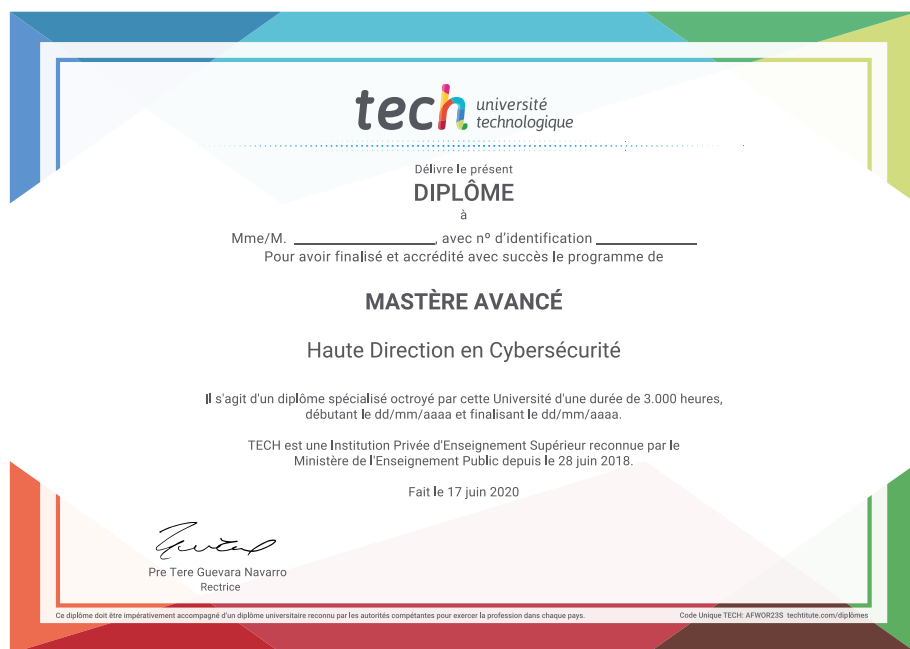 tech université
technologique
Délivre le présent
DIPLÔME
à
Mme/M. ____________, avec nº d'identification ____________
Pour avoir finalisé et accrédité avec succès le programme de
MASTÈRE AVANCÉ
Haute Direction en Cybersécurité
Il s'agit d'un diplôme spécialisé octroyé par cette Université d'une durée de 3.000 heures,
débutant le dd/mm/aaaa et finalisant le dd/mm/aaaa.
TECH est une Institution Privée d'Enseignement Supérieur reconnue par le
Ministère de l'Enseignement Public depuis le 28 juin 2018.
Fait le 17 juin 2020
Pre Tere Guevara Navarro
Rectrice
Ce diplôme doit être impérativement accompagné d'un diplôme universitaire reconnu par les autorités compétantes pour exercer la profession dans chaque pays.
Code Unique TECH: AFWOR23S techtitute.com/diplômes